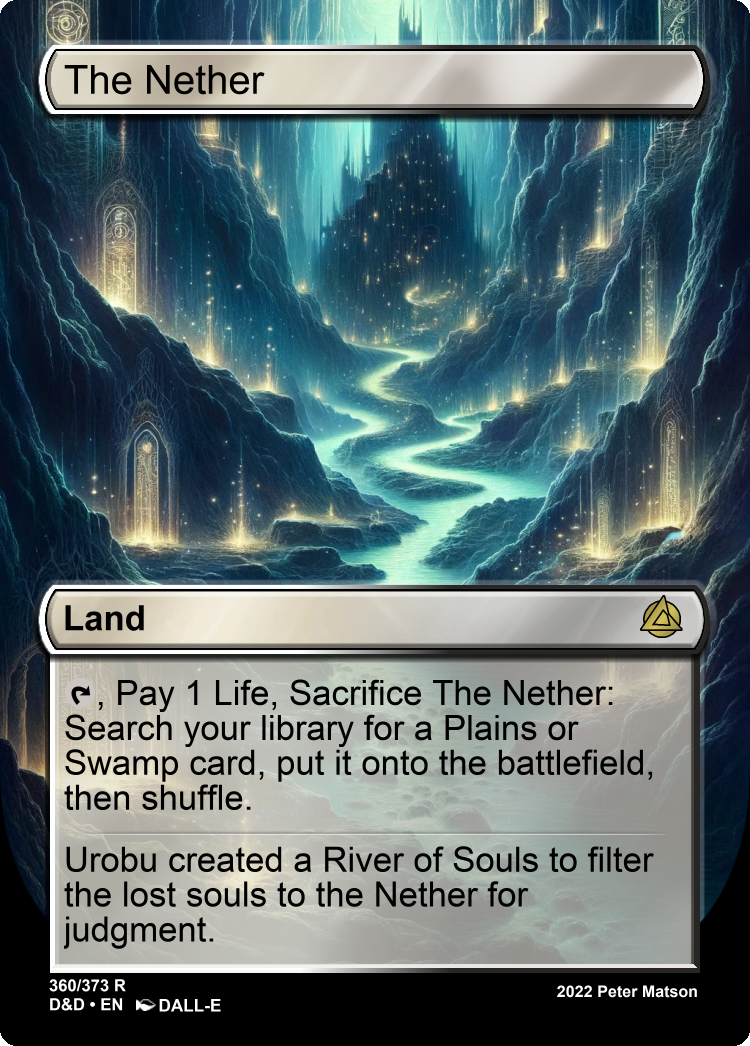 The Nether
Land
, Pay 1 Life, Sacrifice The Nether:
Search your library for a Plains or
Swamp card, put it onto the battlefield,
then shuffle.
Urobu created a River of Souls to filter
the lost souls to the Nether for
judgment.
360/373 R
D&D • EN DALL-E
2022 Peter Matson